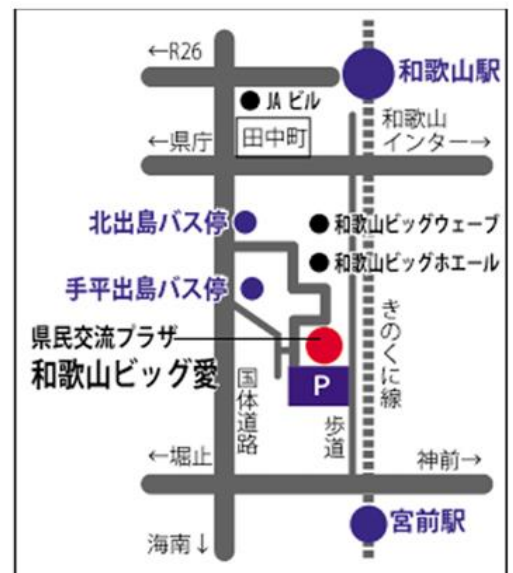 ←R26
和歌山駅
JA ビル
田中町
和歌山
インター→
←県庁
北出島バス停
和歌山ビッグウェーブ
和歌山ビッグホエール
手平出島バス停
県民交流プラザ
和歌山ビッグ愛
P
きのくに線
国体道路
歩道
←堀止
神前→
宮前駅
海南↓